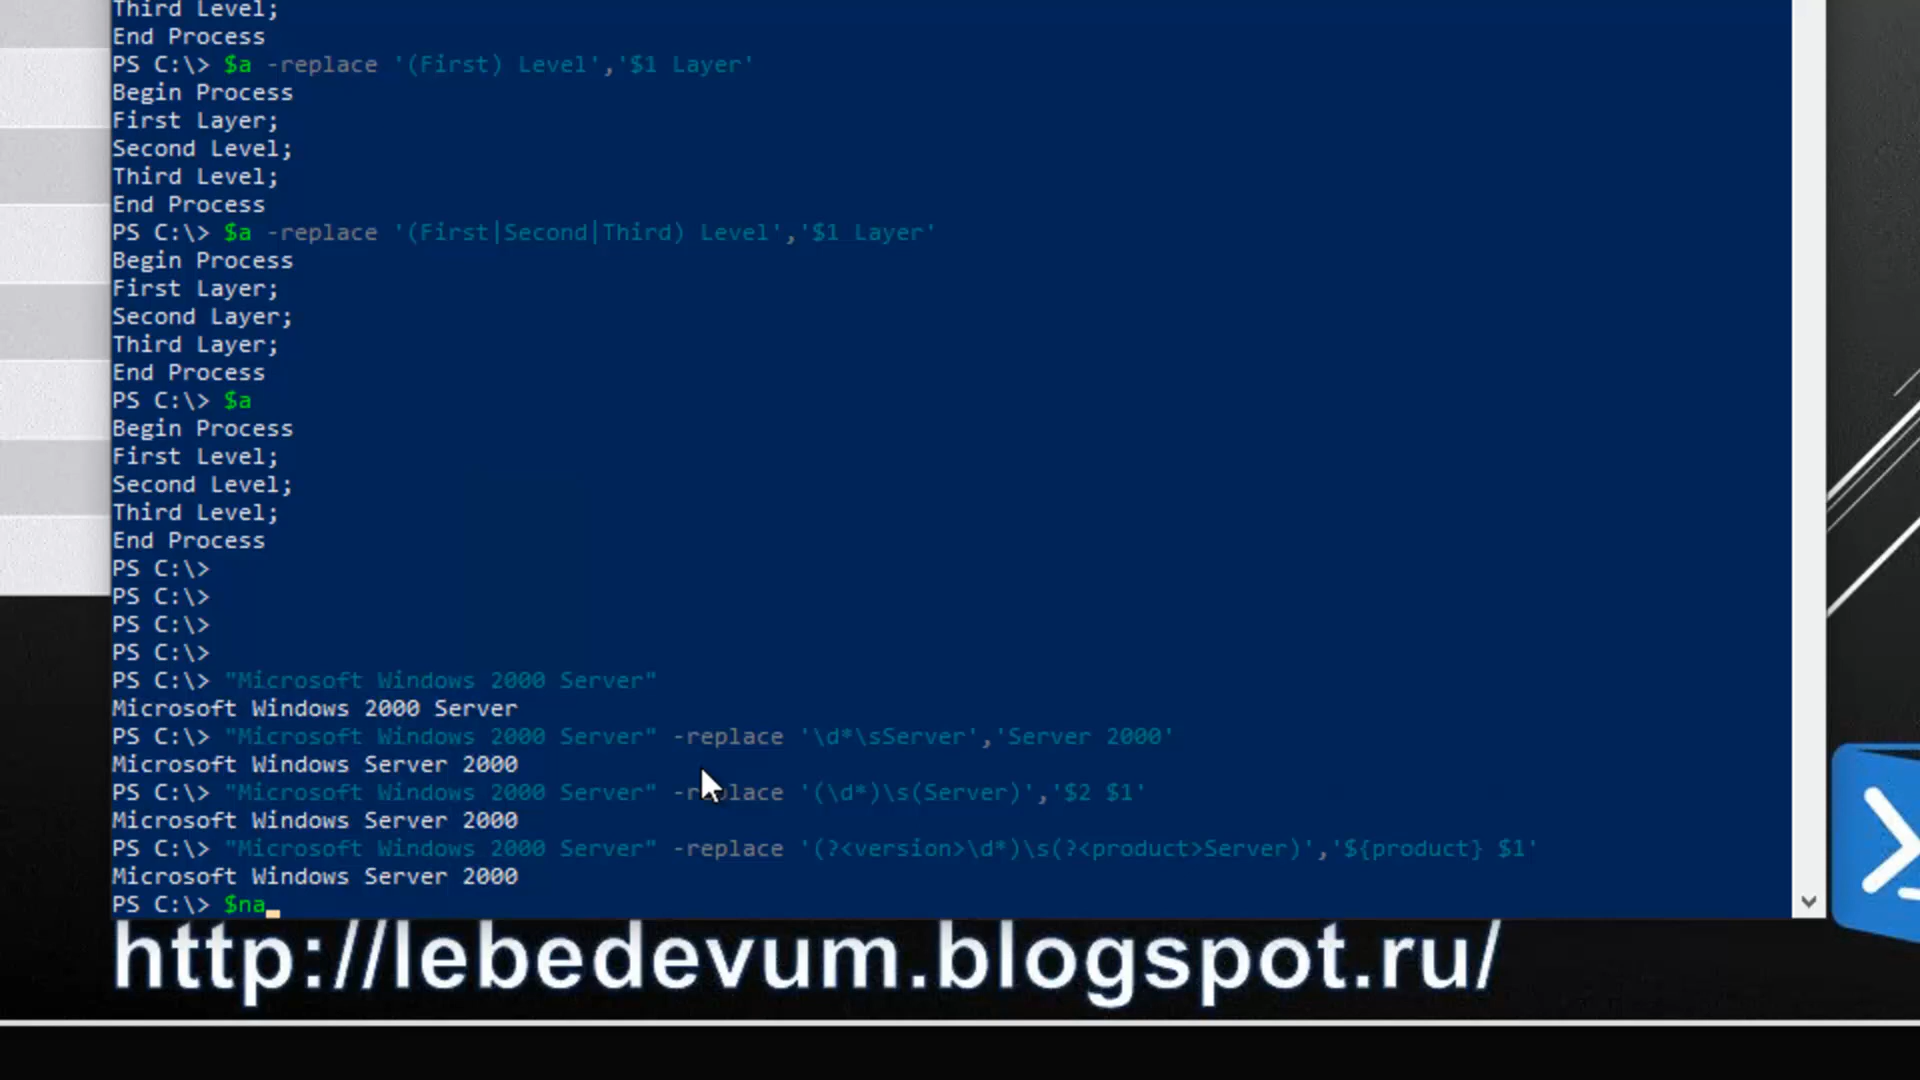 Third Level;
End Process
PS C:\> $a -replace '(First) Level','$1 Layer'
Begin Process
First Layer;
Second Level;
Third Level;
End Process
PS C:\> $a -replace '(First|Second|Third) Level','$1 Layer'
Begin Process
First Layer;
Second Layer;
Third Layer;
End Process
PS C:\> $a
Begin Process
First Level;
Second Level;
Third Level;
End Process
PS C:\>
PS C:\>
PS C:\>
PS C:\>
PS C:\> "Microsoft Windows 2000 Server"
Microsoft Windows 2000 Server
PS C:\> "Microsoft Windows 2000 Server" -replace '\d*\sServer','Server 2000'
Microsoft Windows Server 2000
PS C:\> "Microsoft Windows 2000 Server" -replace '(\d*)\s(Server)','$2 $1'
Microsoft Windows Server 2000
PS C:\> "Microsoft Windows 2000 Server" -replace '(?<version>\d*)\s(?<product>Server)','${product} $1'
Microsoft Windows Server 2000
PS C:\> $na
http://lebedevum.blogspot.ru/